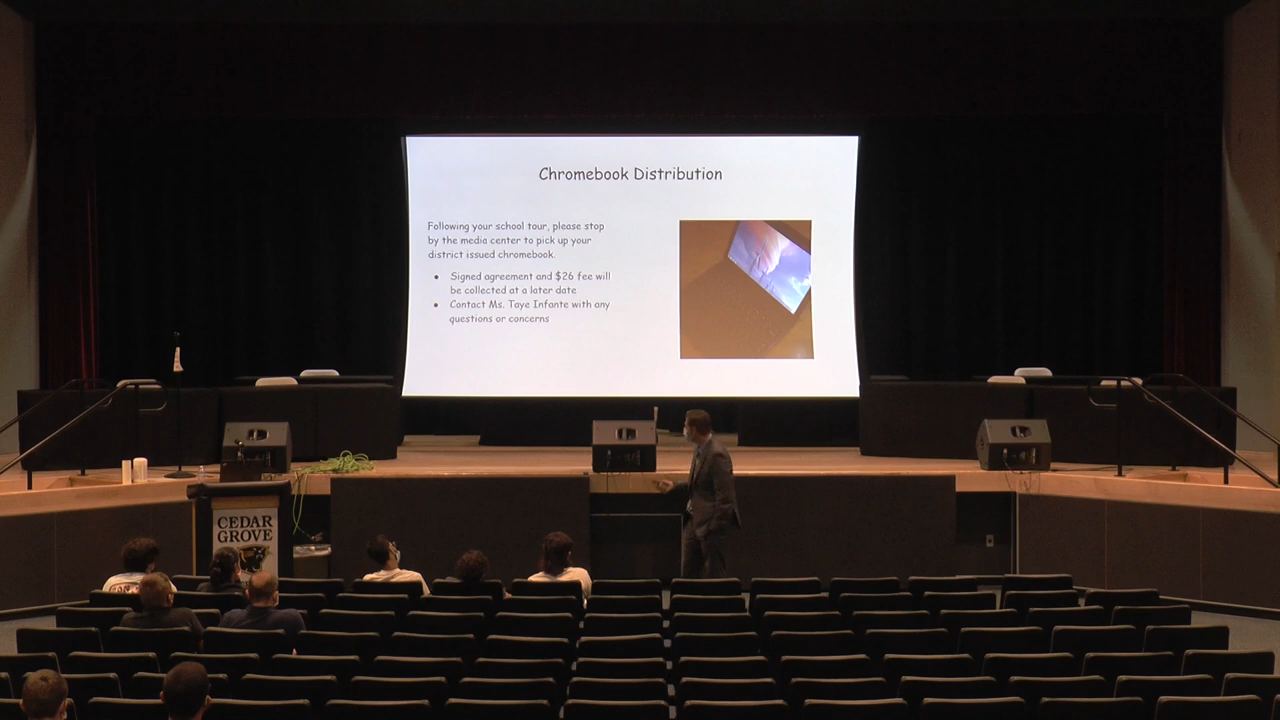 Chromebook Distribution
Following your school tour, please stop
by the media center to pick up your
district issued chromebook.
● Signed agreement and $26 fee will
be collected at a later date
● Contact Ms. Taye Infante with any
questions or concerns
CEDAR
GROVE